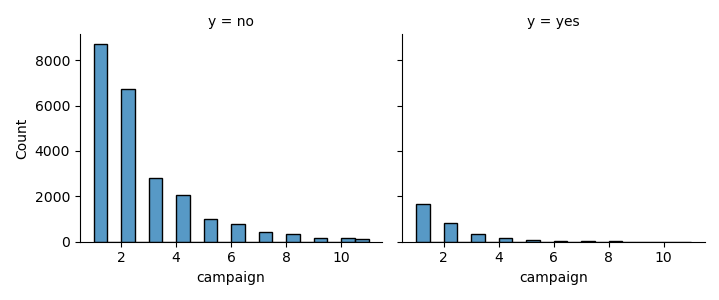 y = no
y = yes
8000
6000
4000
2000
0
Count
2 4 6 8 10
campaign
2 4 6 8 10
campaign